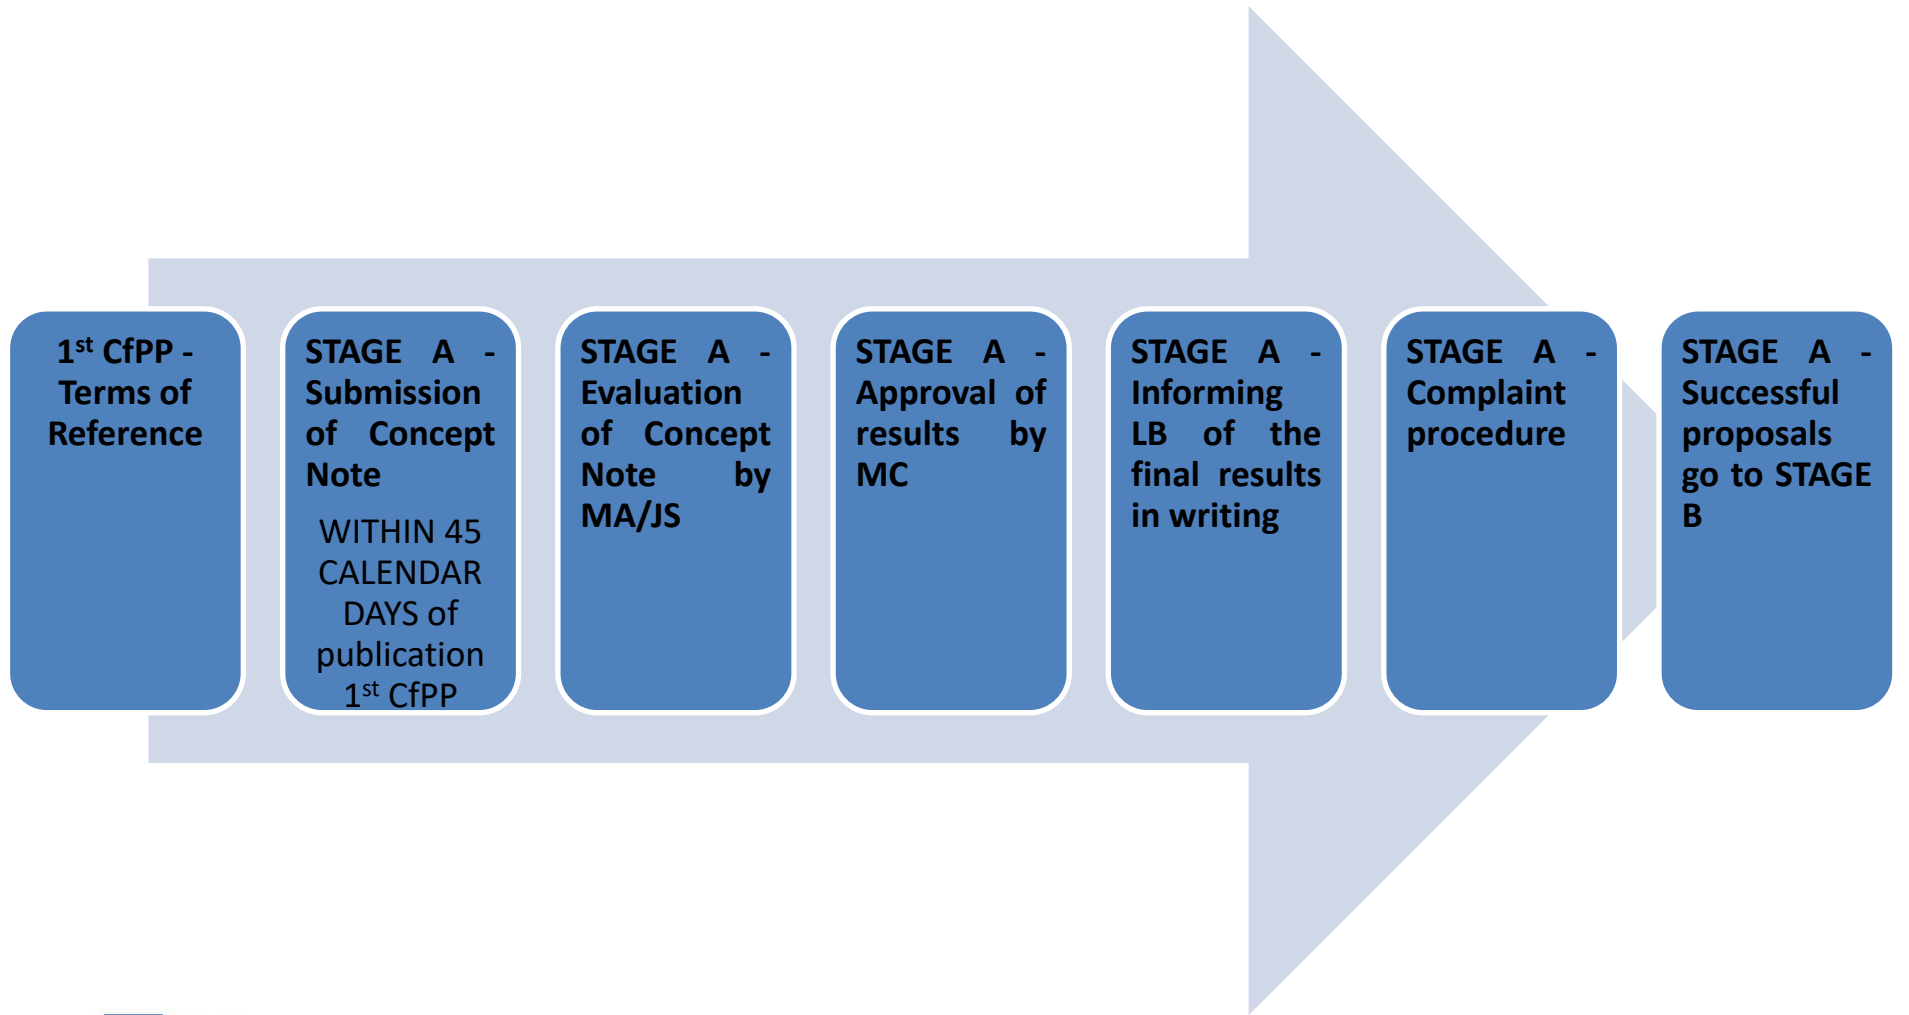 1st CfPP -
Terms of
Reference
STAGE A -
Submission
of Concept
Note
WITHIN 45
CALENDAR
DAYS of
publication
1st CfPP
STAGE A -
Evaluation
of Concept
Note by
MA/JS
STAGE A -
Approval of
results by
MC
STAGE A -
Informing
LB of the
final results
in writing
STAGE A -
Complaint
procedure
STAGE A -
Successful
proposals
go to STAGE
B